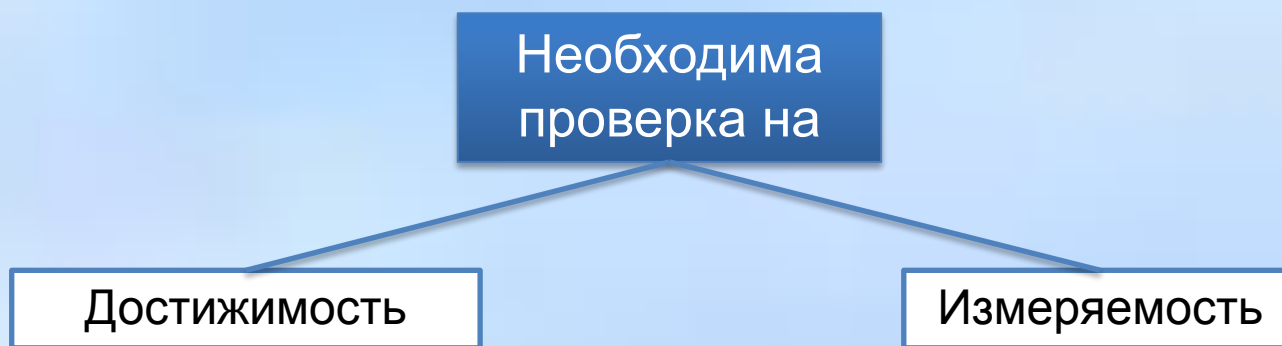 Необходима
проверка на
Достижимость
Измеряемость